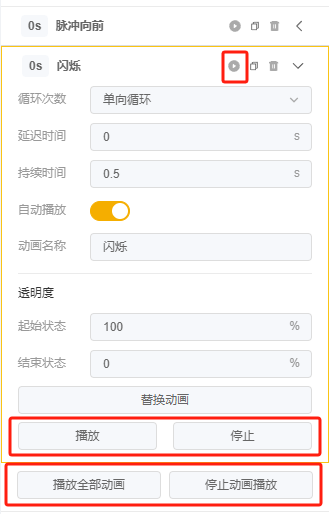 0s 脉冲向前
0s 闪烁
循环次数 单向循环
延迟时间 0 s
持续时间 0.5 s
自动播放
动画名称 闪烁
透明度
起始状态 100 %
结束状态 0 %
替换动画
播放 停止
播放全部动画 停止动画播放